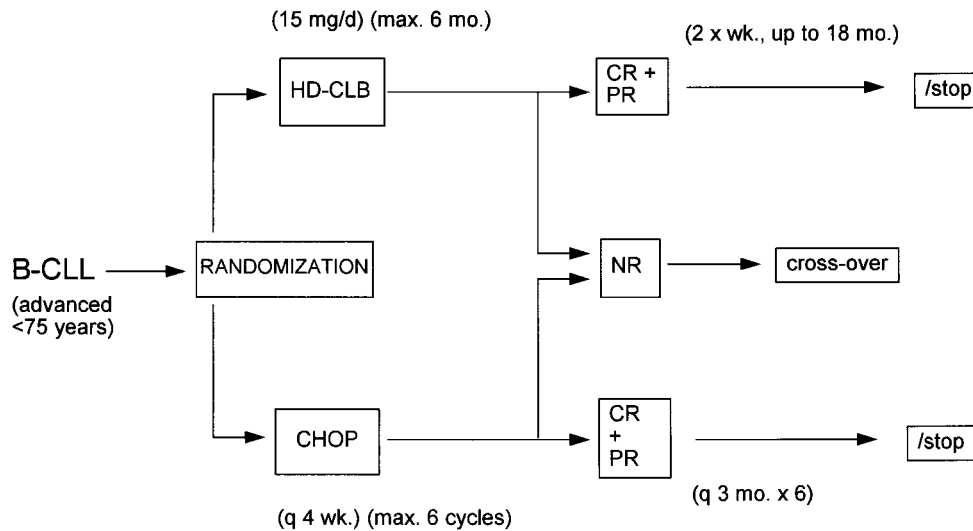 (15 mg/d) (max. 6 mo.)
(2 x wk., up to 18 mo.)
HD-CLB
CR +
PR
/stop
B-CLL
(advanced
<75 years)
RANDOMIZATION
NR
cross-over
CHOP
CR
+
PR
/stop
(q 4 wk.) (max. 6 cycles)
(q 3 mo. x 6)